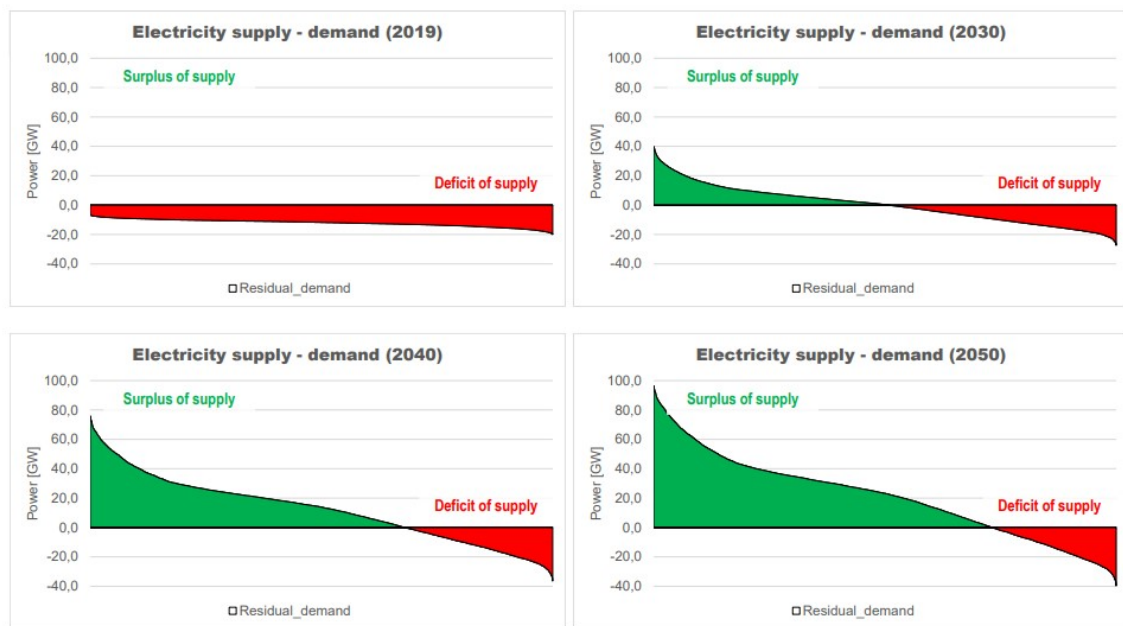 Electricity supply - demand (2019)
100,0
80,0
60,0
40,0
20,0
0,0
-20,0
-40,0
Power [GW]
Surplus of supply
Deficit of supply
Residual_demand
Electricity supply - demand (2030)
100,0
80,0
60,0
40,0
20,0
0,0
-20,0
-40,0
Power [GW]
Surplus of supply
Deficit of supply
Residual_demand
Electricity supply - demand (2040)
100,0
80,0
60,0
40,0
20,0
0,0
-20,0
-40,0
Power [GW]
Surplus of supply
Deficit of supply
Residual_demand
Electricity supply - demand (2050)
100,0
80,0
60,0
40,0
20,0
0,0
-20,0
-40,0
Power [GW]
Surplus of supply
Deficit of supply
Residual_demand